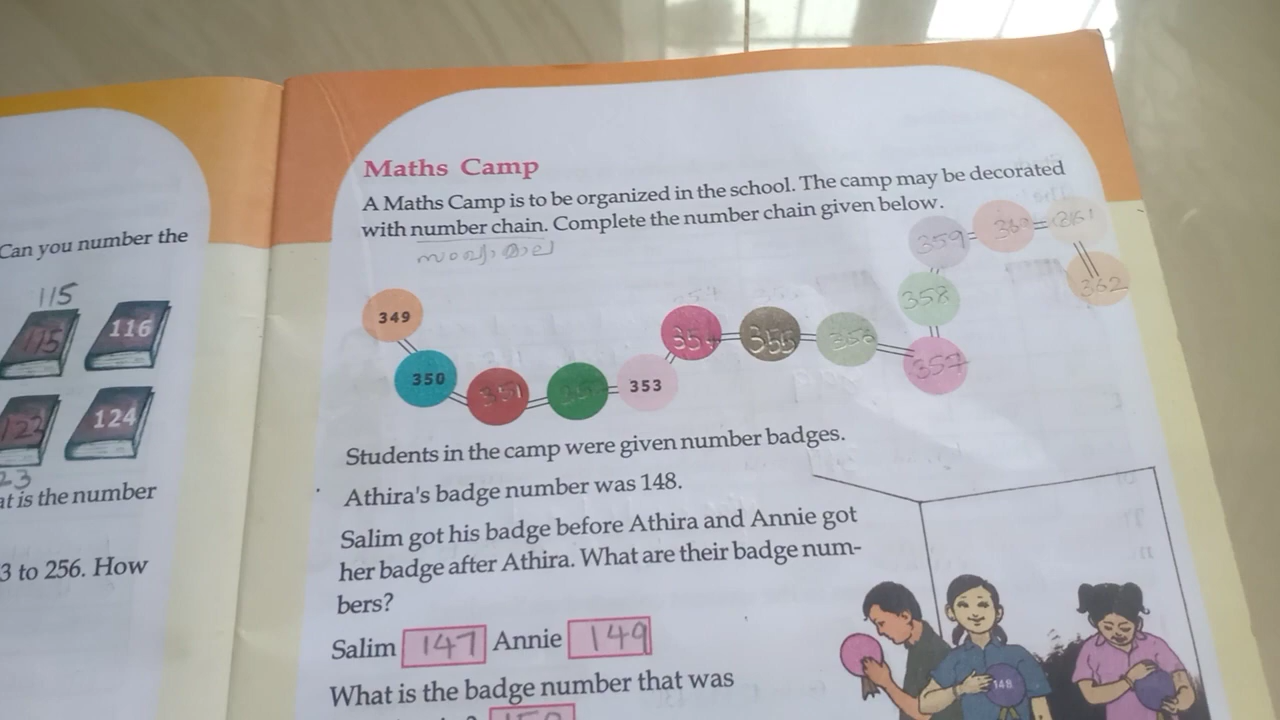 Can you number the
115
115
116
122
124
23
at is the number
3 to 256. How
Maths Camp
A Maths Camp is to be organized in the school. The camp may be decorated
with number chain. Complete the number chain given below.
സംഖ്യാമാല
349
350
351
353
354
355
356
357
358
359
360
361
362
Students in the camp were given number badges.
Athira's badge number was 148.
Salim got his badge before Athira and Annie got
her badge after Athira. What are their badge num-
bers?
Salim 147 Annie 149
148
What is the badge number that was
150